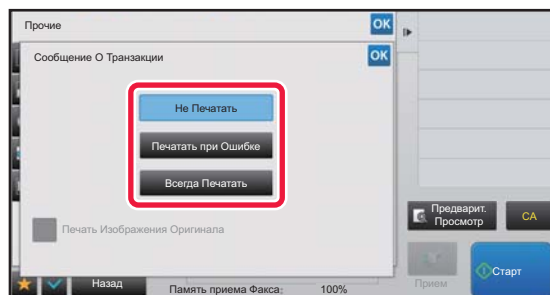 Прочие
OK
Сообщение О Транзакции
OK
Не Печатать
Печатать при Ошибке
Всегда Печатать
Печать Изображения Оригинала
Предварит.
Просмотр
CA
Назад
Память приема Факса:
100%
Прием
Старт